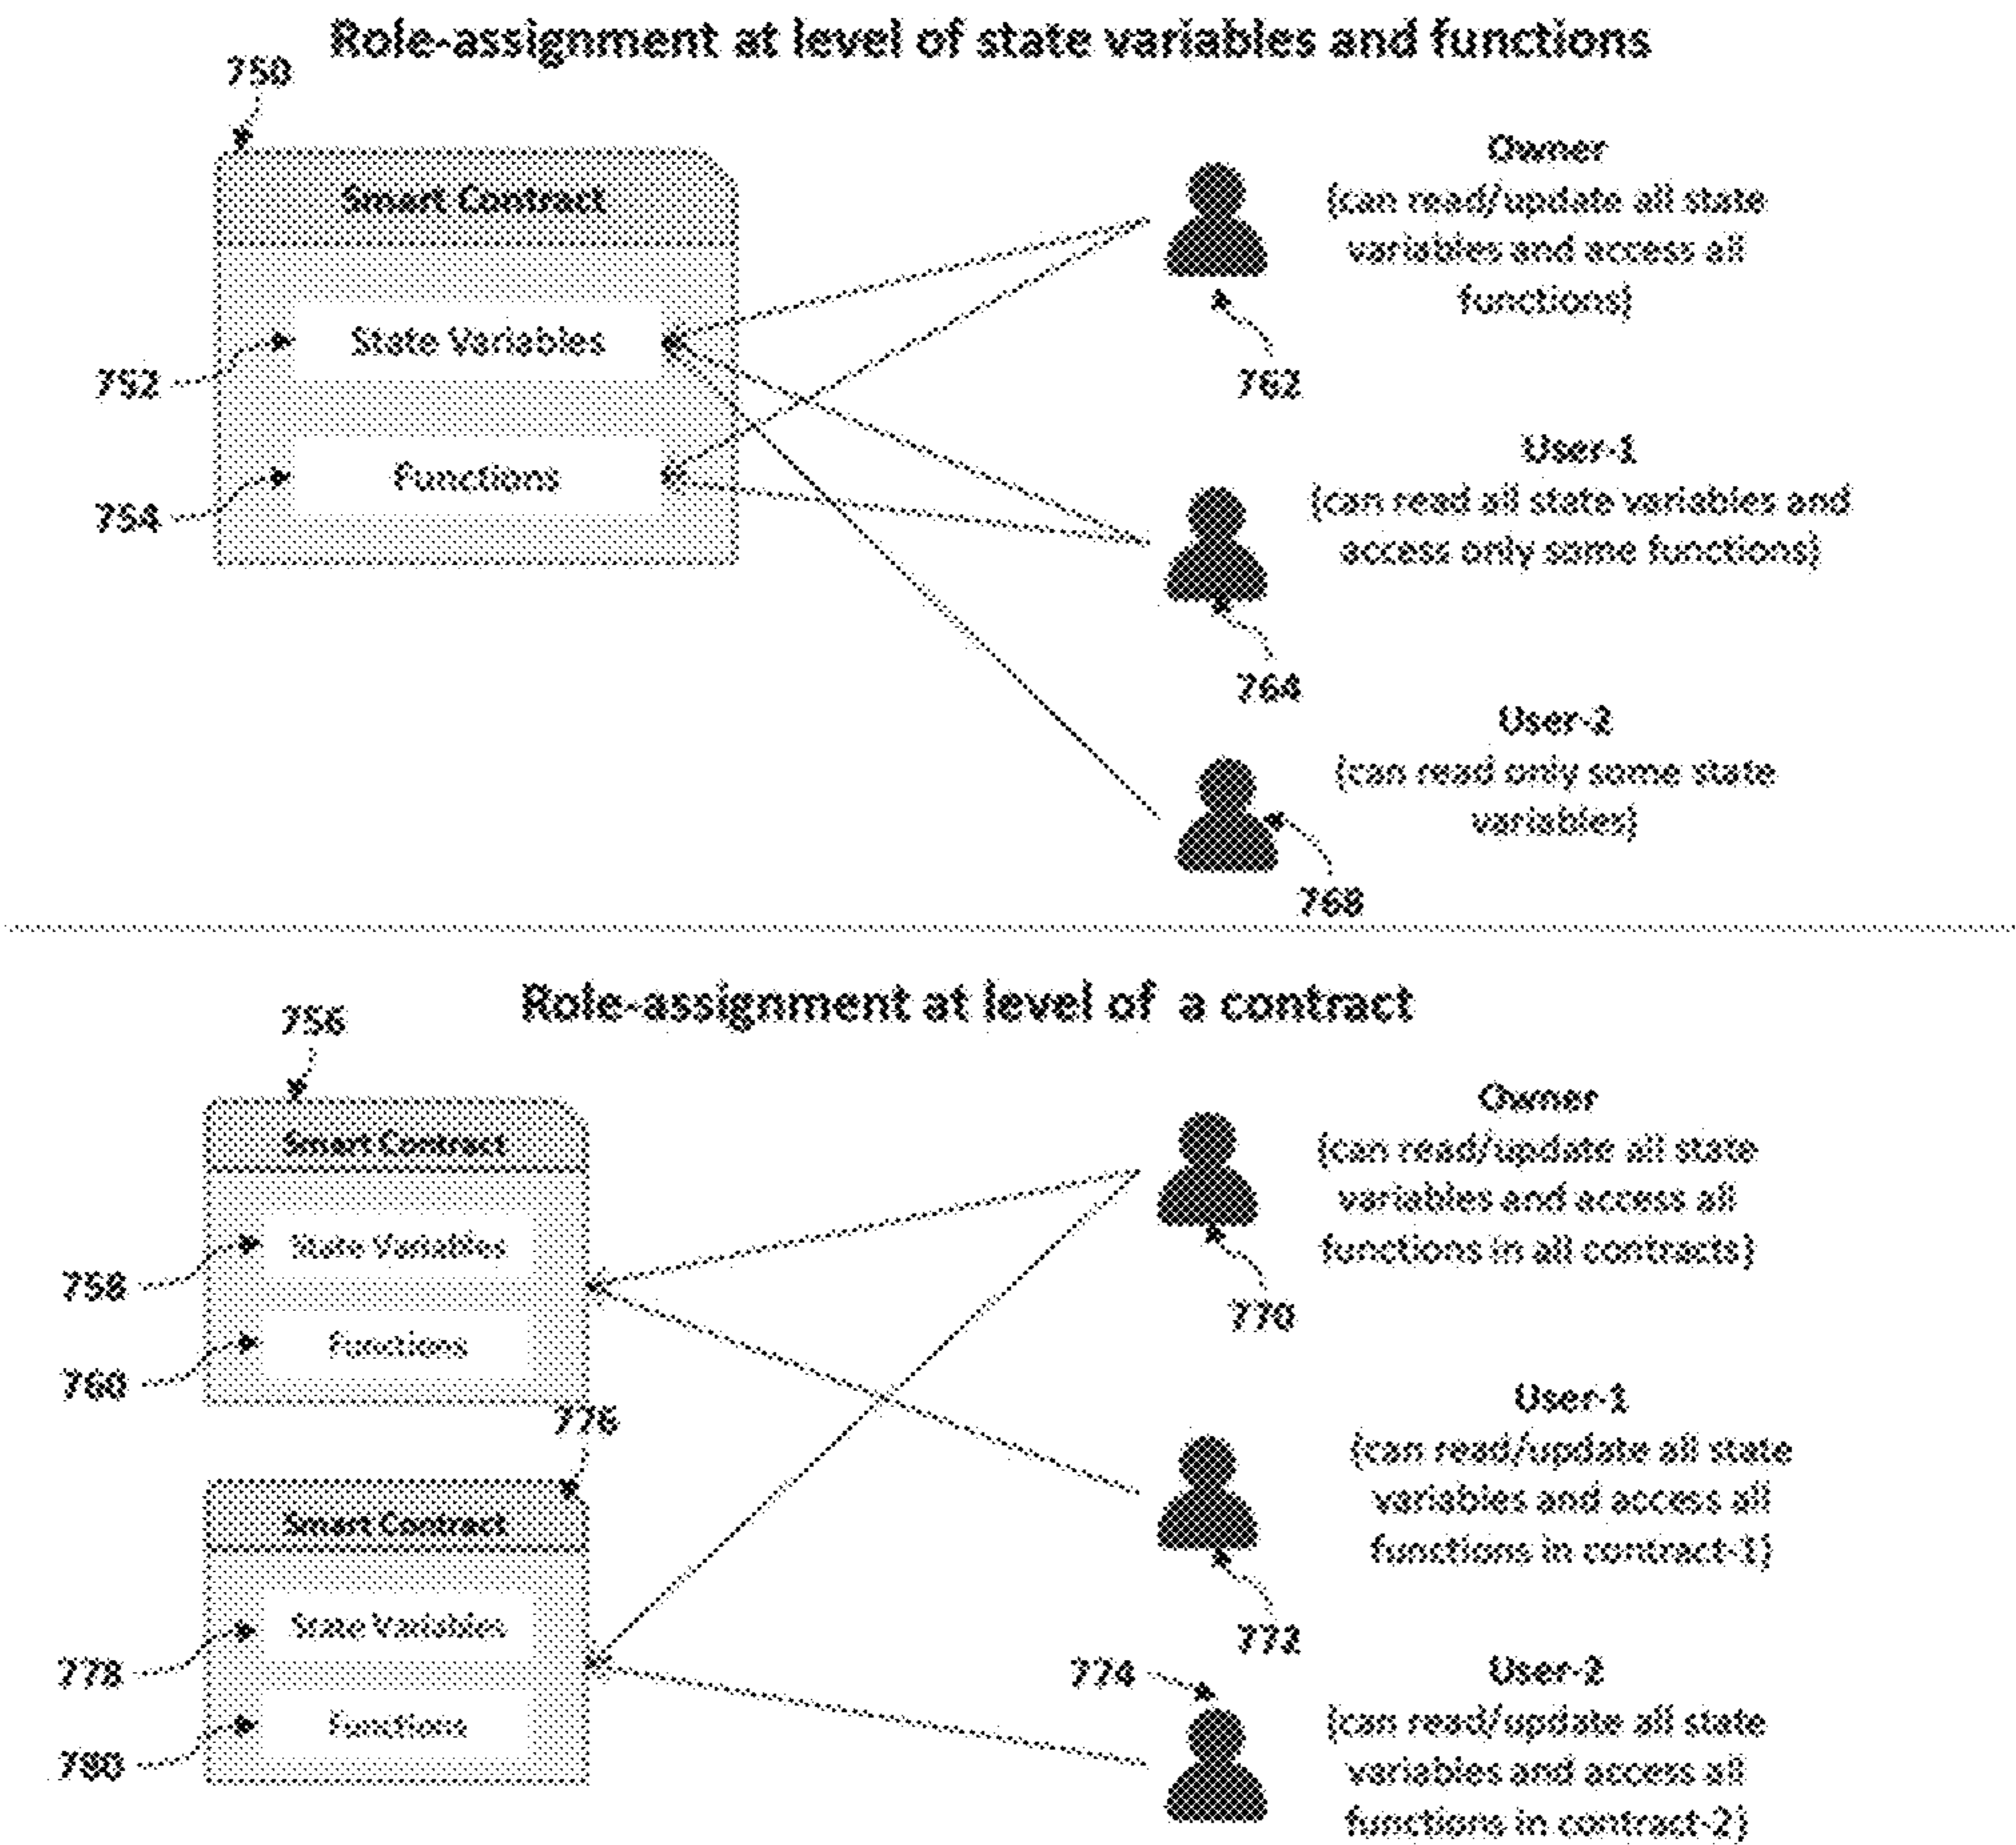 Role-assignment at level of state variables and functions
750
Smart Contract
State Variables
752
Functions
754
Owner
(can read/update all state
variables and access all
functions)
762
User-1
(can read all state variables and
access only some functions)
764
User-2
(can read only some state
variables)
768
Role-assignment at level of a contract
756
Smart Contract
State Variables
758
Functions
760
776
Smart Contract
State Variables
778
Functions
780
Owner
(can read/update all state
variables and access all
functions in all contracts)
770
User-1
(can read/update all state
variables and access all
functions in contract-1)
772
774
User-2
(can read/update all state
variables and access all
functions in contract-2)